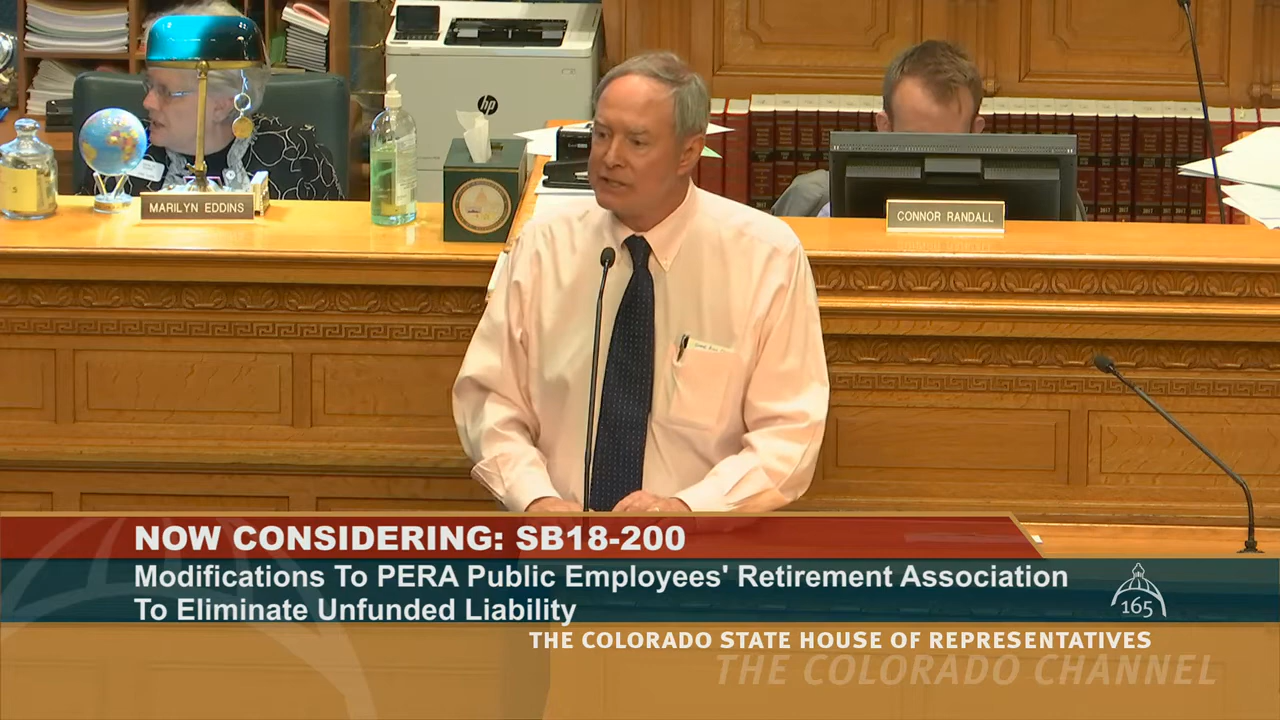 hp
MARILYN EDDINS
CONNOR RANDALL
NOW CONSIDERING: SB18-200
Modifications To PERA Public Employees' Retirement Association
To Eliminate Unfunded Liability
165
THE COLORADO STATE HOUSE OF REPRESENTATIVES
THE COLORADO CHANNEL